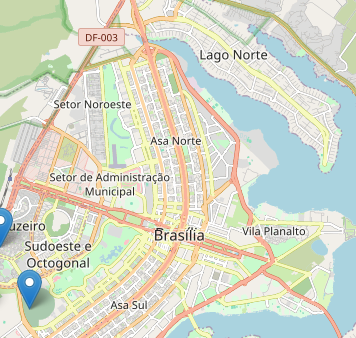 DF-003
Lago Norte
Setor Noroeste
Asa Norte
Setor de Administração
Municipal
uzeiro
Sudoeste e
Octogonal
Brasília
Vila Planalto
Asa Sul